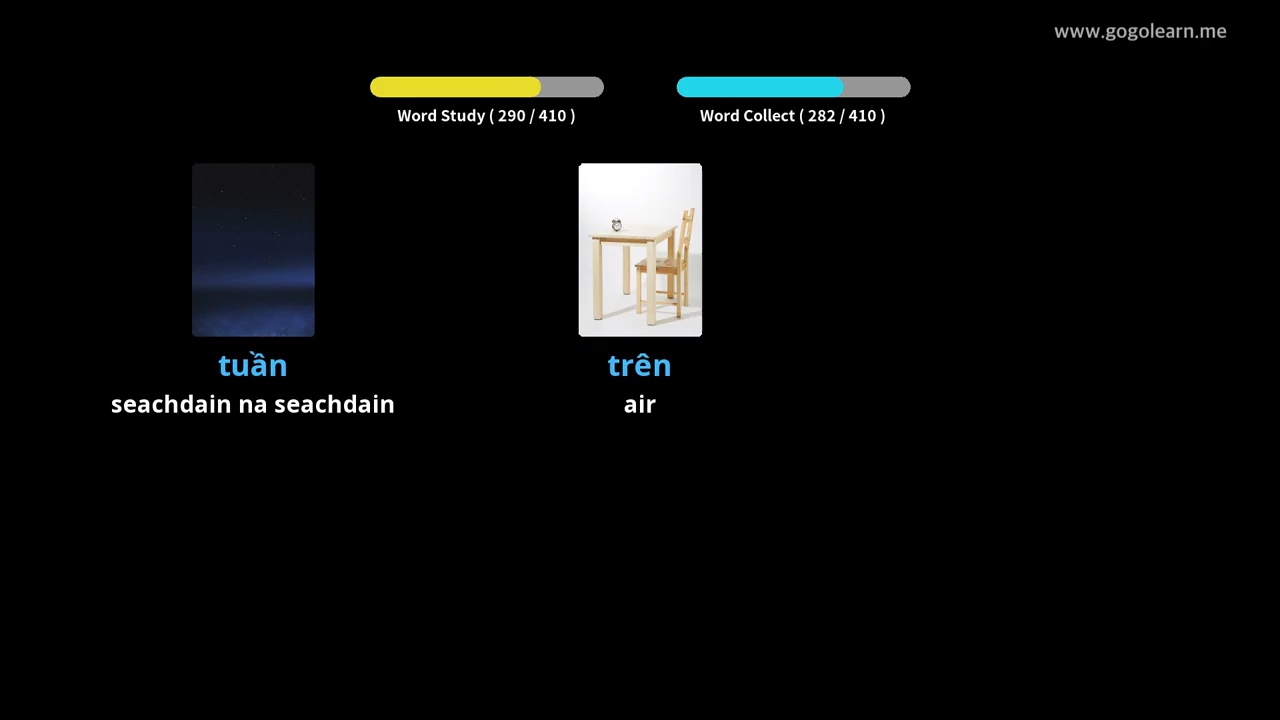 www.gogolearn.me
Word Study ( 290 / 410 )
Word Collect ( 282 / 410 )
tuần
seachdain na seachdain
trên
air